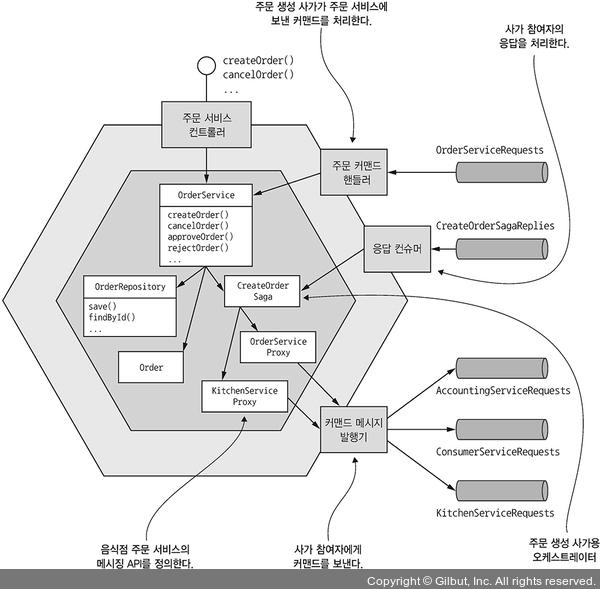 주문 생성 사가가 주문 서비스에
보낸 커맨드를 처리한다.
사가 참여자의
응답을 처리한다.
createOrder()
cancelOrder()
...
주문 서비스
컨트롤러
주문 커맨드
핸들러
OrderServiceRequests
OrderService
createOrder()
cancelOrder()
approveOrder()
rejectOrder()
...
응답 컨슈머
CreateOrderSagaReplies
OrderRepository
save()
findById()
...
CreateOrder
Saga
OrderService
Proxy
Order
KitchenService
Proxy
커맨드 메시지
발행기
AccountingServiceRequests
ConsumerServiceRequests
KitchenServiceRequests
음식점 주문 서비스의
메시징 API를 정의한다.
사가 참여자에게
커맨드를 보낸다.
주문 생성 사가용
오케스트레이터
Copyright © Gilbut, Inc. All rights reserved.